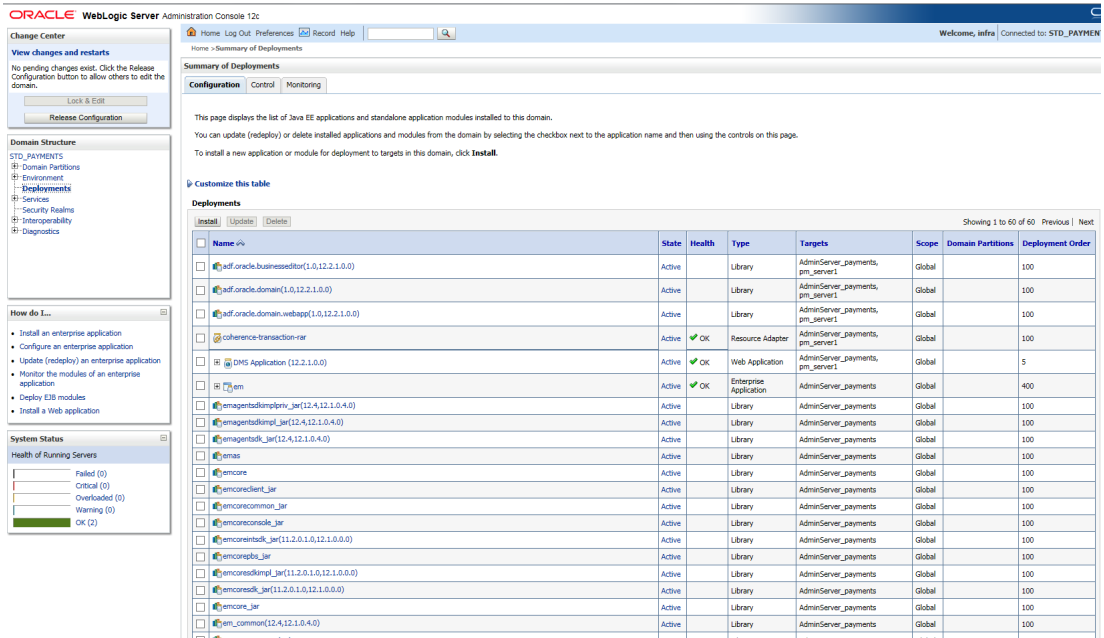 ORACLE WebLogic Server Administration Console 12c
Change Center
View changes and restarts
No pending changes exist. Click the Release
Configuration button to allow others to edit the
domain.
Lock & Edit
Release Configuration
Domain Structure
STD_PAYMENTS
Domain Partitions
Environment
Deployments
Services
Security Realms
Interoperability
Diagnostics
How do I...
Install an enterprise application
Configure an enterprise application
Update (redeploy) an enterprise application
Monitor the modules of an enterprise
application
Deploy EJB modules
Install a Web application
System Status
Health of Running Servers
Failed (0)
Critical (0)
Overloaded (0)
Warning (0)
OK (2)
Home Log Out Preferences Record Help
Welcome, infra Connected to: STD_PAYMENT
Home >Summary of Deployments
Summary of Deployments
Configuration Control Monitoring
This page displays the list of Java EE applications and standalone application modules installed to this domain.
You can update (redeploy) or delete installed applications and modules from the domain by selecting the checkbox next to the application name and then using the controls on this page.
To install a new application or module for deployment to targets in this domain, click Install.
Customize this table
Deployments
Install Update Delete Showing 1 to 60 of 60 Previous | Next
Name State Health Type Targets Scope Domain Partitions Deployment Order
adf.oracle.businesseditor(1.0,12.2.1.0.0) Active Library AdminServer_payments, pm_server1 Global 100
adf.oracle.domain(1.0,12.2.1.0.0) Active Library AdminServer_payments, pm_server1 Global 100
adf.oracle.domain.webapp(1.0,12.2.1.0.0) Active Library AdminServer_payments, pm_server1 Global 100
coherence-transaction-rar Active OK Resource Adapter AdminServer_payments, pm_server1 Global 100
DMS Application (12.2.1.0.0) Active OK Web Application AdminServer_payments, pm_server1 Global 5
em Active OK Enterprise Application AdminServer_payments Global 400
emagentsdkimplpriv_jar(12.4,12.1.0.4.0) Active Library AdminServer_payments Global 100
emagentsdkimpl_jar(12.4,12.1.0.4.0) Active Library AdminServer_payments Global 100
emagentsdk_jar(12.4,12.1.0.4.0) Active Library AdminServer_payments Global 100
emas Active Library AdminServer_payments Global 100
emcore Active Library AdminServer_payments Global 100
emcoreclient_jar Active Library AdminServer_payments Global 100
emcorecommon_jar Active Library AdminServer_payments Global 100
emcoreconsole_jar Active Library AdminServer_payments Global 100
emcoreintsdk_jar(11.2.0.1.0,12.1.0.0.0) Active Library AdminServer_payments Global 100
emcorepbs_jar Active Library AdminServer_payments Global 100
emcoresdkimpl_jar(11.2.0.1.0,12.1.0.0.0) Active Library AdminServer_payments Global 100
emcoresdk_jar(11.2.0.1.0,12.1.0.0.0) Active Library AdminServer_payments Global 100
emcore_jar Active Library AdminServer_payments Global 100
em_common(12.4,12.1.0.4.0) Active Library AdminServer_payments Global 100